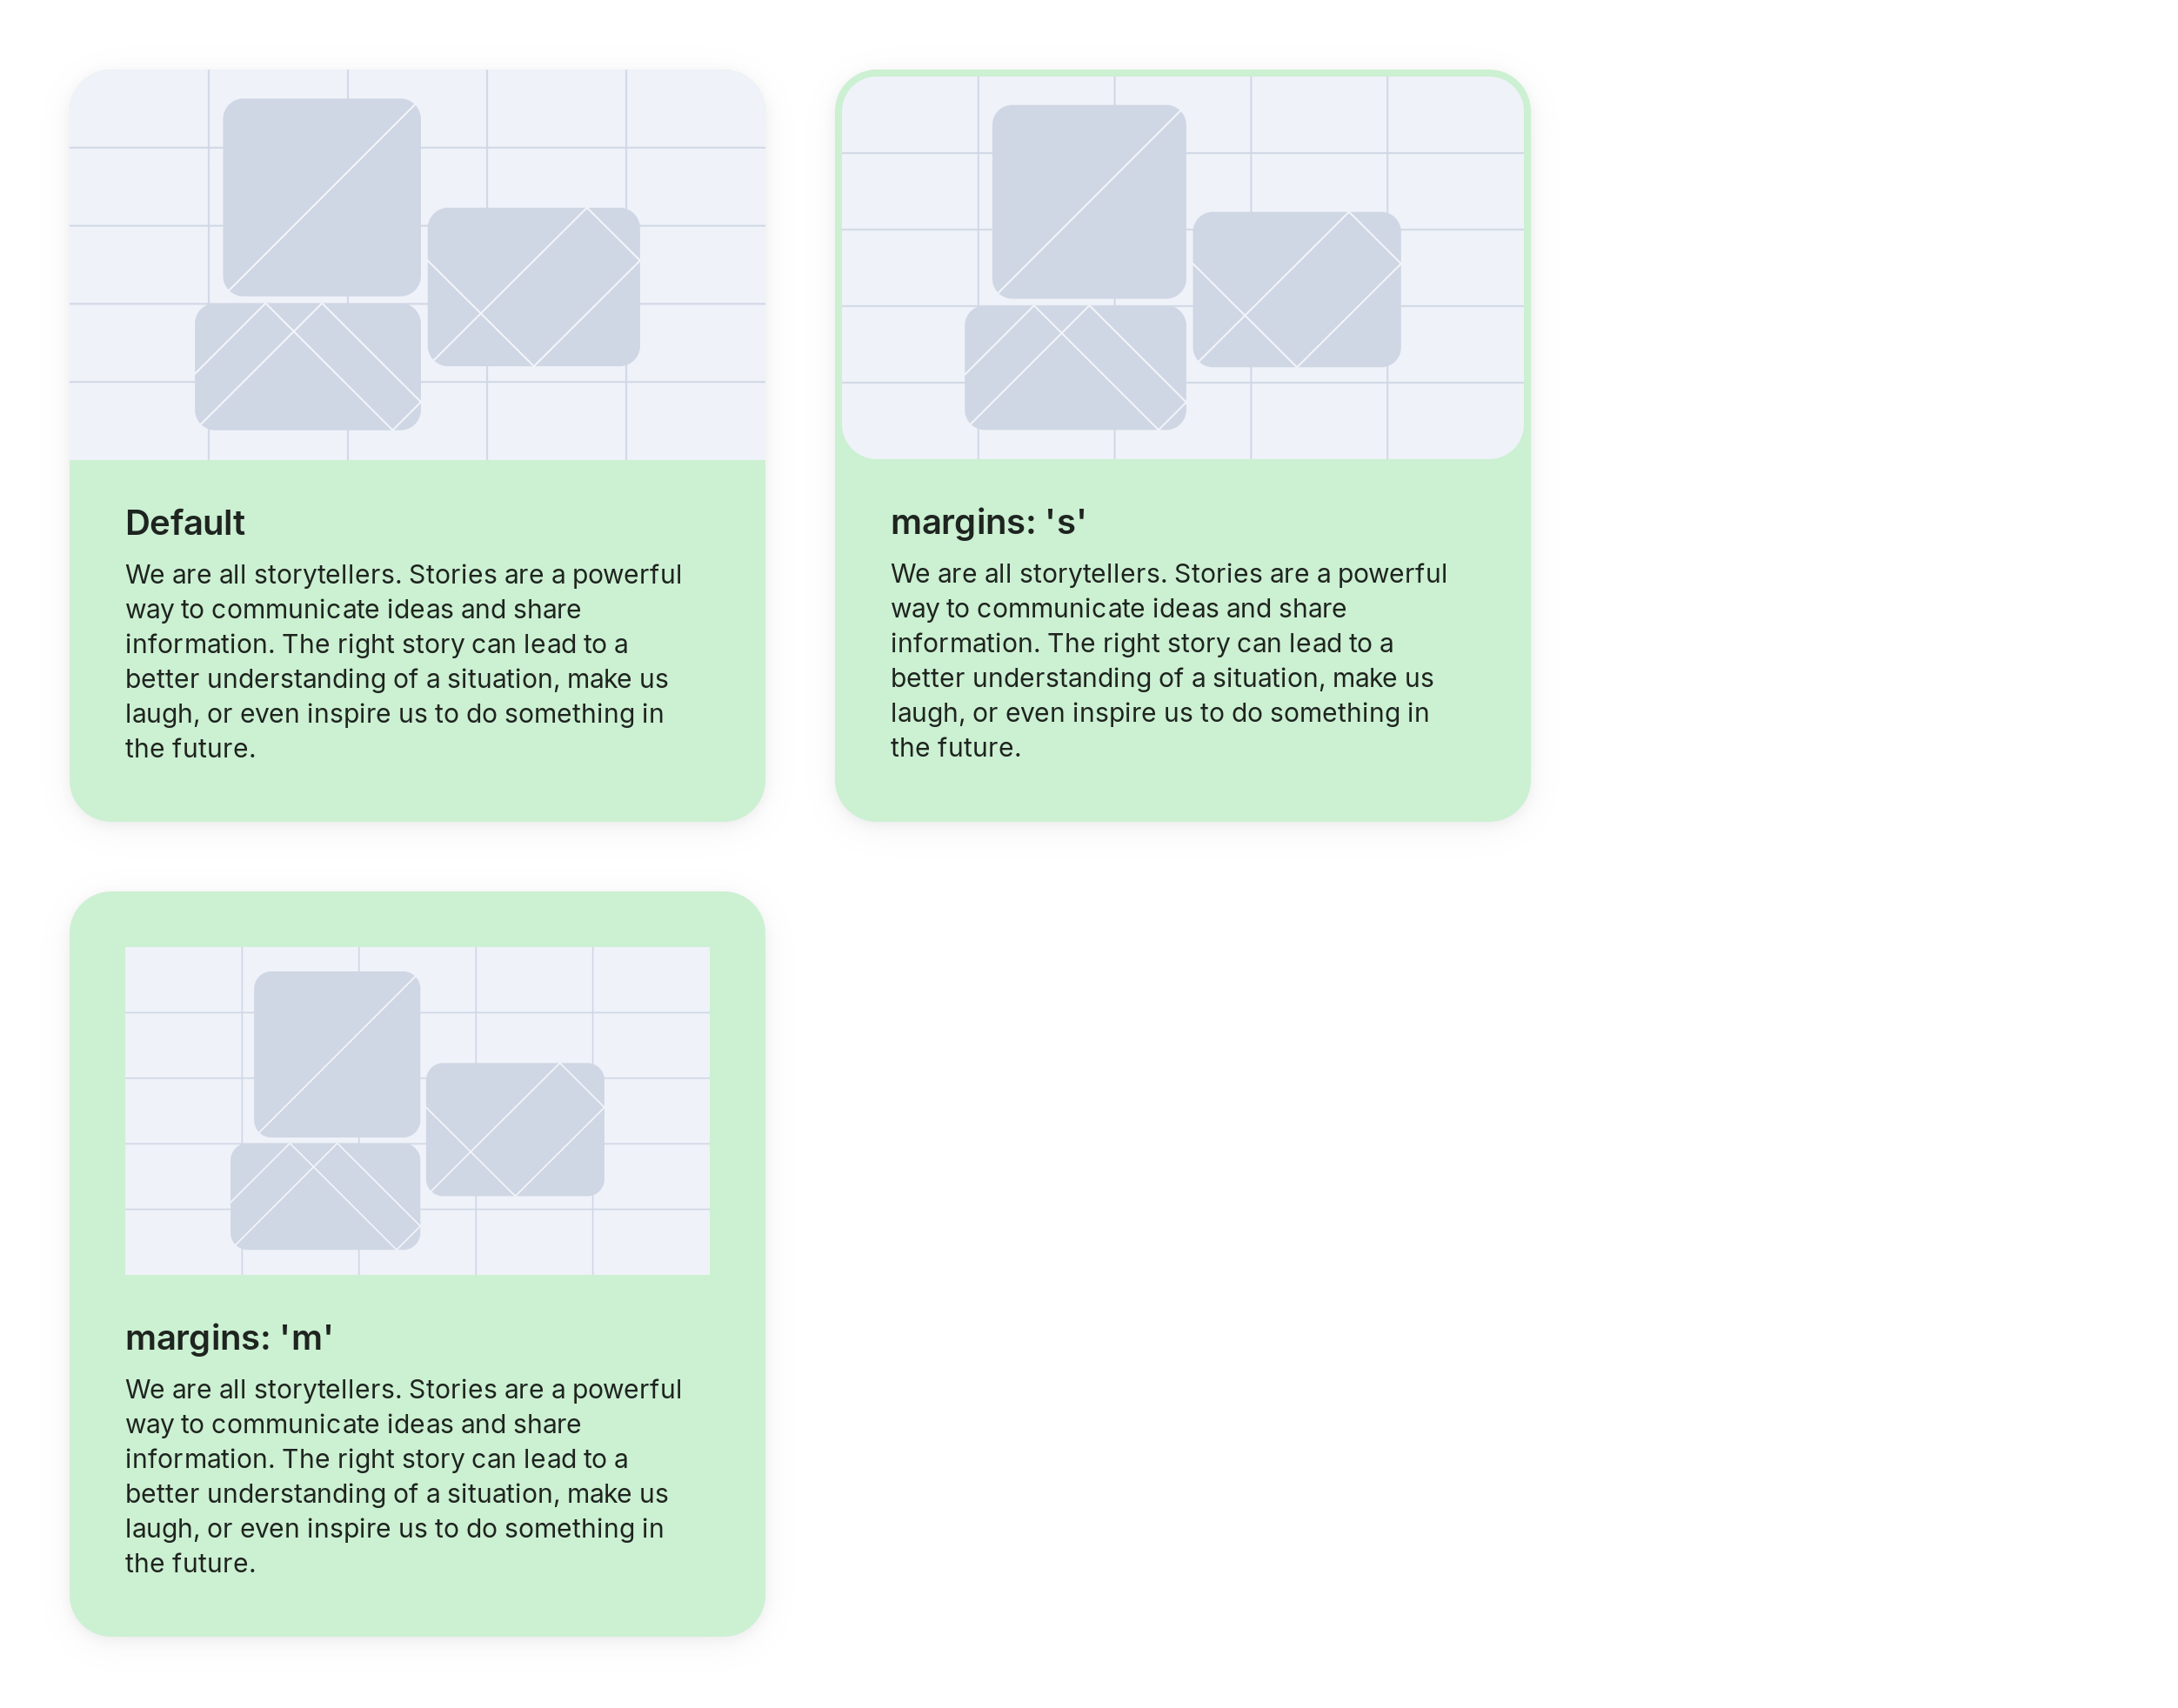 Default
We are all storytellers. Stories are a powerful
way to communicate ideas and share
information. The right story can lead to a
better understanding of a situation, make us
laugh, or even inspire us to do something in
the future.
margins: 's'
We are all storytellers. Stories are a powerful
way to communicate ideas and share
information. The right story can lead to a
better understanding of a situation, make us
laugh, or even inspire us to do something in
the future.
margins: 'm'
We are all storytellers. Stories are a powerful
way to communicate ideas and share
information. The right story can lead to a
better understanding of a situation, make us
laugh, or even inspire us to do something in
the future.